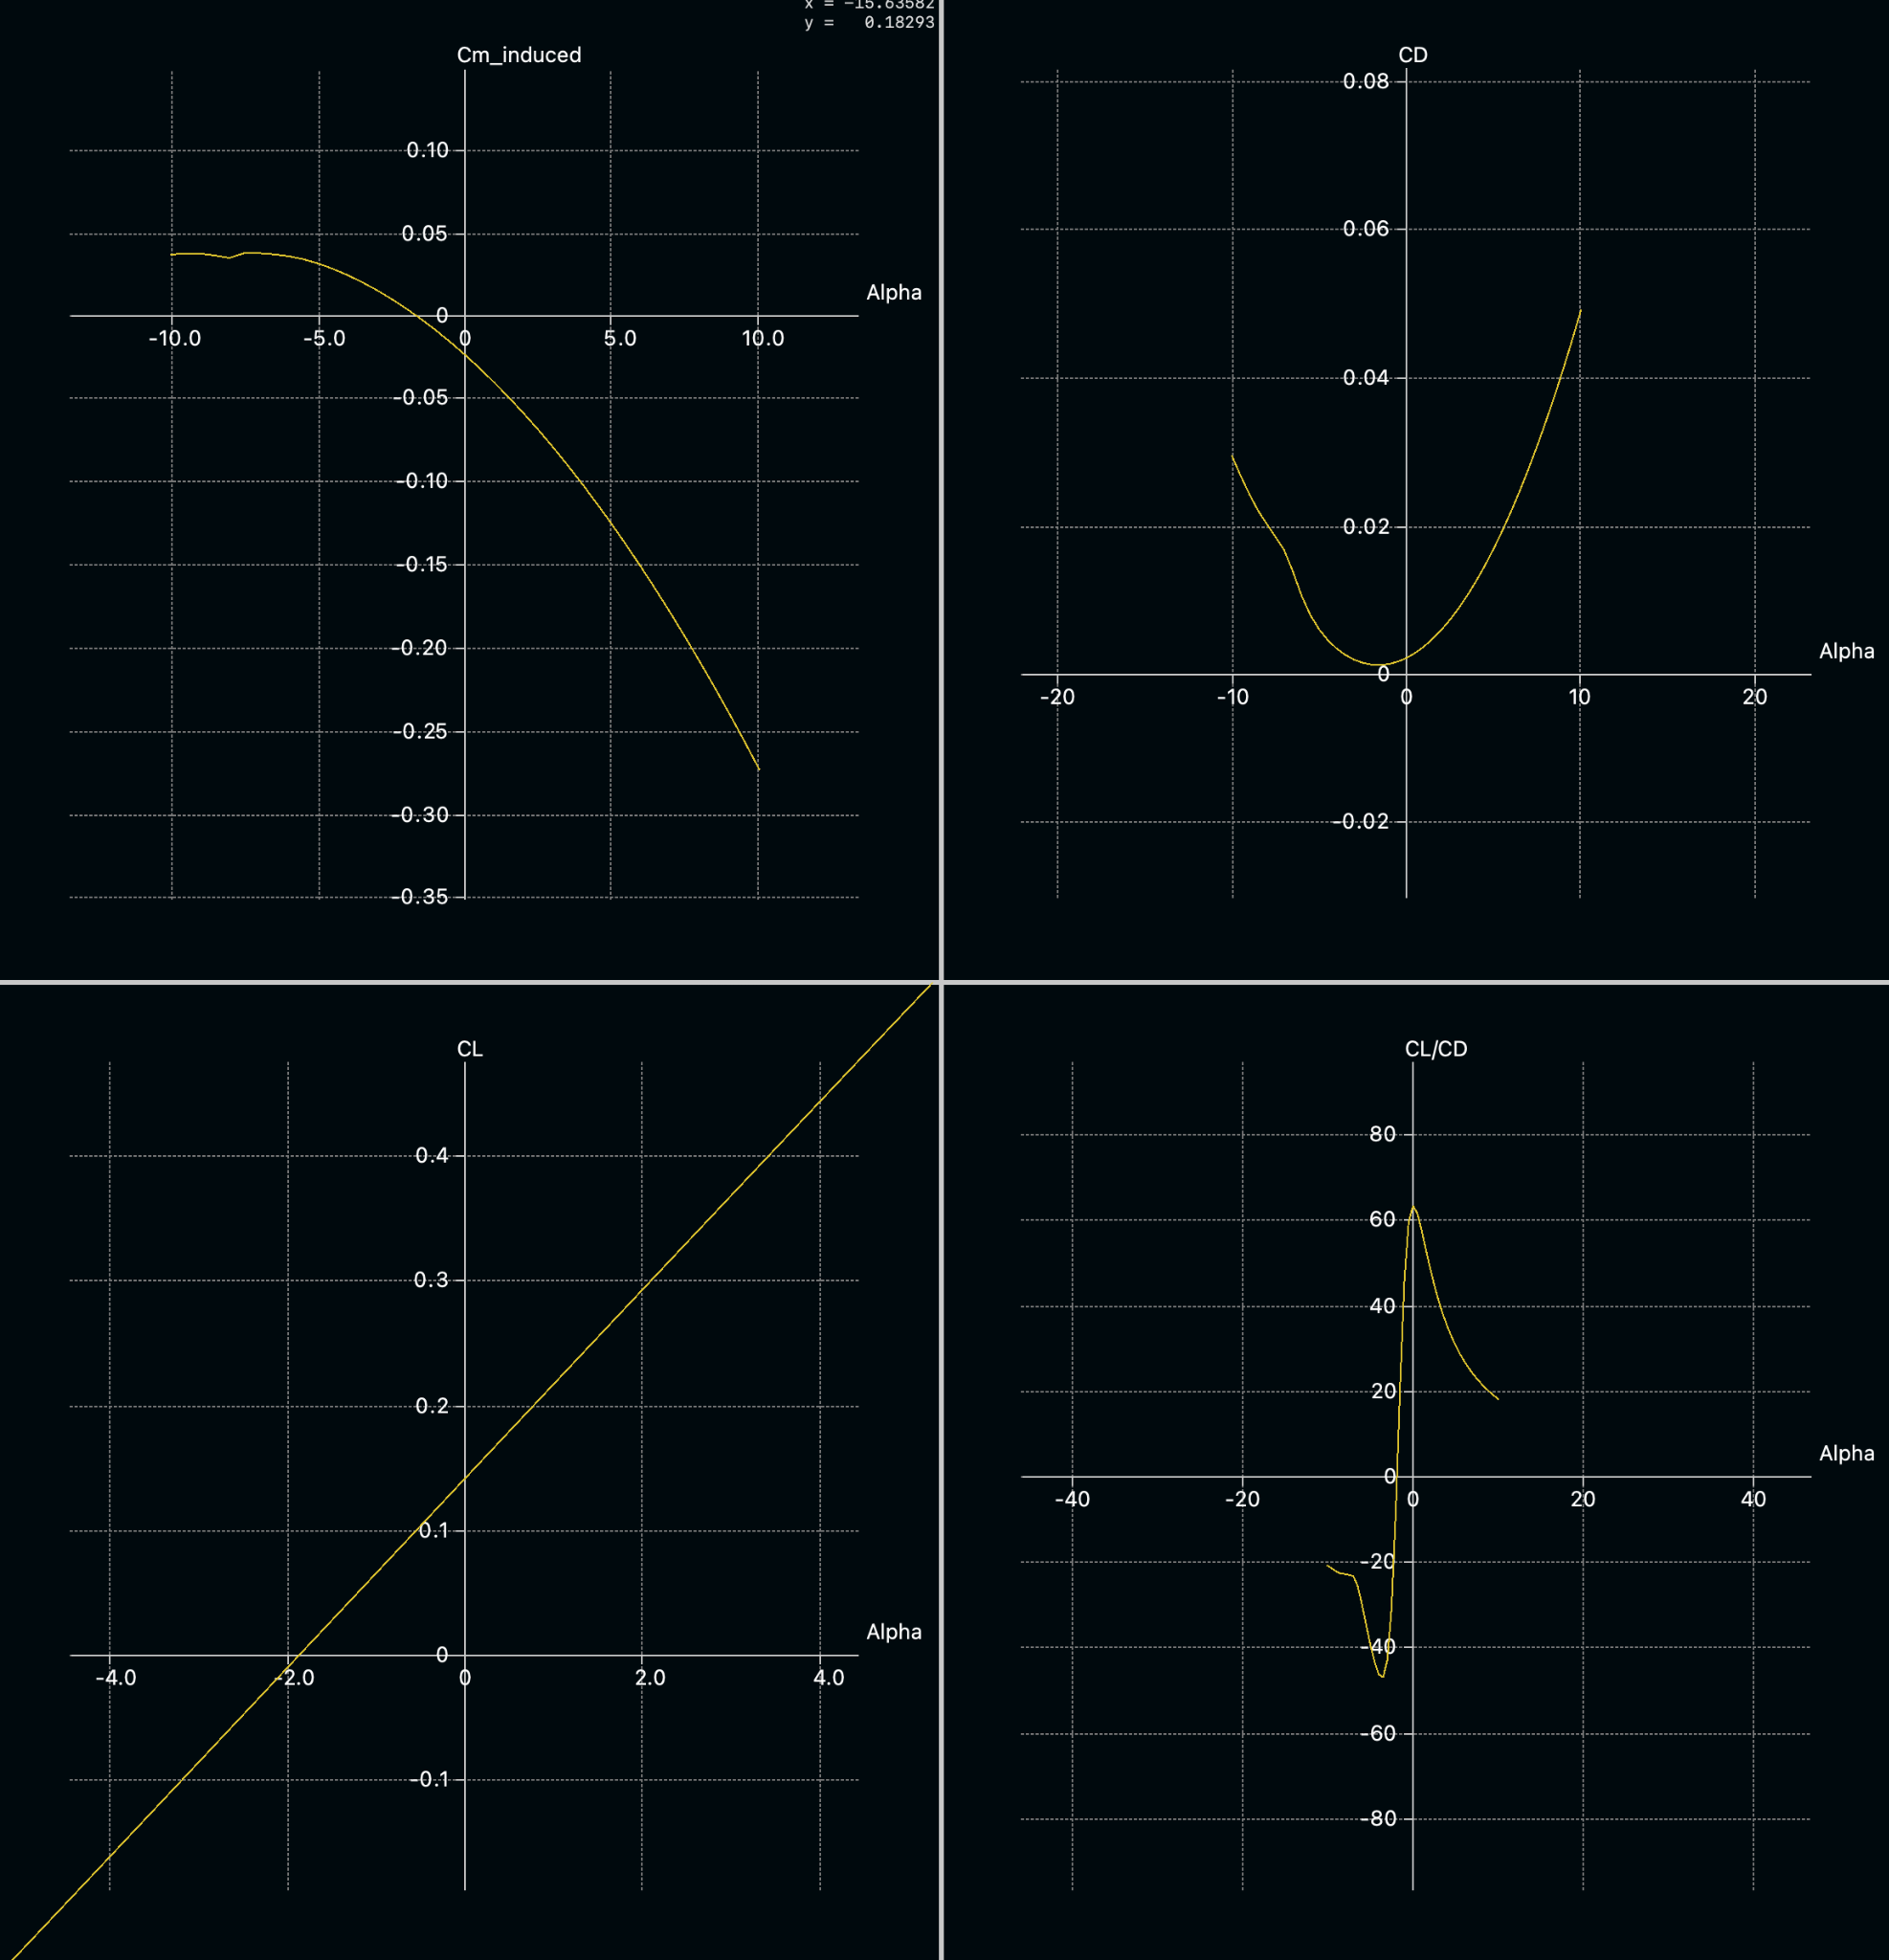 x = -15.63582
y = 0.18293
Cm_induced
0.10
0.05
Alpha
0
-10.0 -5.0 0 5.0 10.0
-0.05
-0.10
-0.15
-0.20
-0.25
-0.30
-0.35
CD
0.08
0.06
0.04
0.02
Alpha
0
-20 -10 0 10 20
-0.02
CL
0.4
0.3
0.2
0.1
Alpha
0
-4.0 -2.0 0 2.0 4.0
-0.1
CL/CD
80
60
40
20
Alpha
0
-40 -20 0 20 40
-20
-40
-60
-80